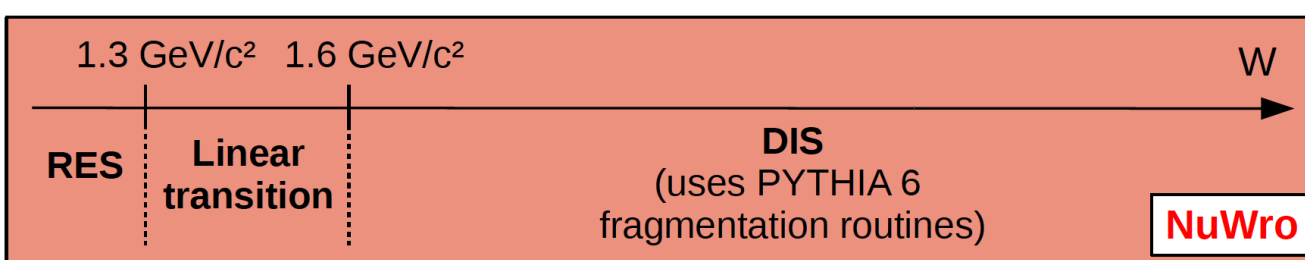 1.3 GeV/c² 1.6 GeV/c²
W
RES
Linear
transition
DIS
(uses PYTHIA 6
fragmentation routines)
NuWro